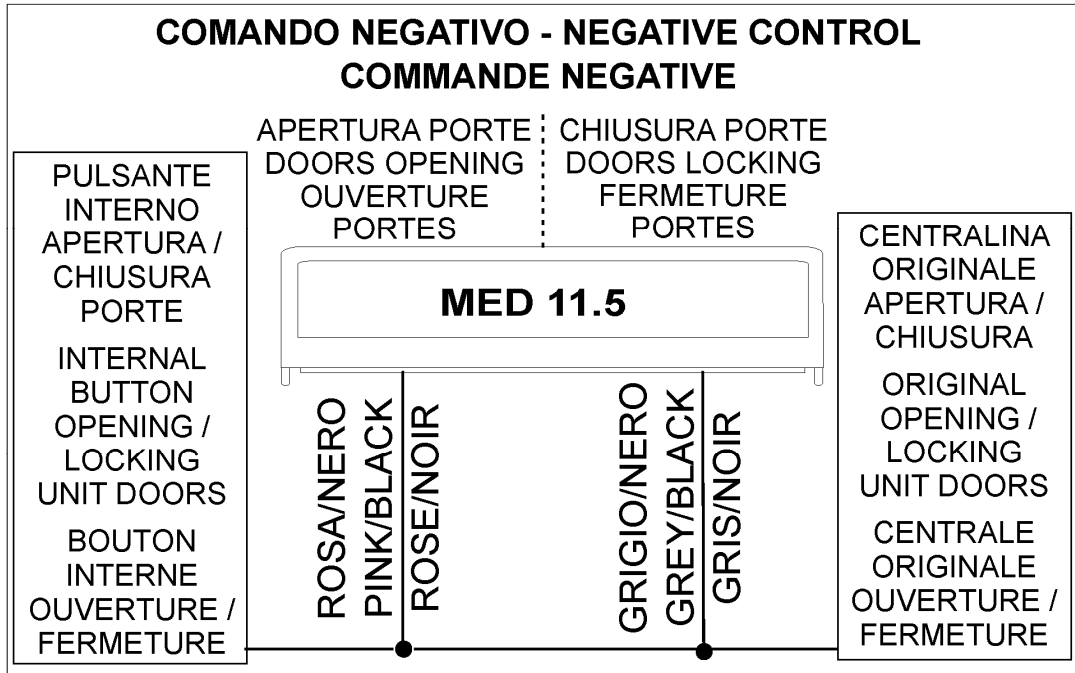 COMANDO NEGATIVO - NEGATIVE CONTROL
COMMANDE NEGATIVE
APERTURA PORTE
DOORS OPENING
OUVERTURE
PORTES
CHIUSURA PORTE
DOORS LOCKING
FERMETURE
PORTES
PULSANTE
INTERNO
APERTURA /
CHIUSURA
PORTE
INTERNAL
BUTTON
OPENING /
LOCKING
UNIT DOORS
BOUTON
INTERNE
OUVERTURE /
FERMETURE
MED 11.5
ROSA/NERO
PINK/BLACK
ROSE/NOIR
GRIGIO/NERO
GREY/BLACK
GRIS/NOIR
CENTRALINA
ORIGINALE
APERTURA /
CHIUSURA
ORIGINAL
OPENING /
LOCKING
UNIT DOORS
CENTRALE
ORIGINALE
OUVERTURE /
FERMETURE